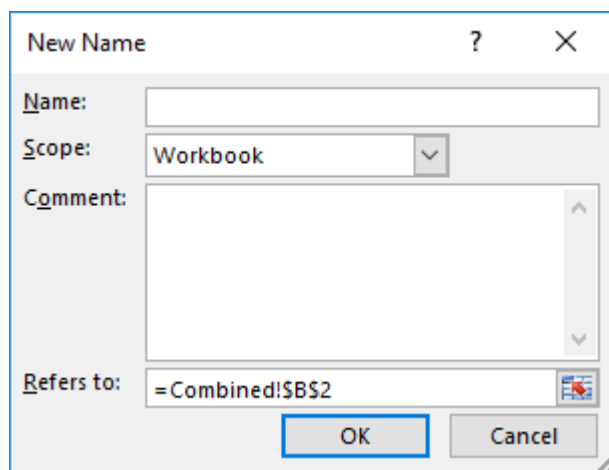 New Name ?
Name:
Scope: Workbook
Comment:
Refers to: =Combined!$B$2
OK Cancel